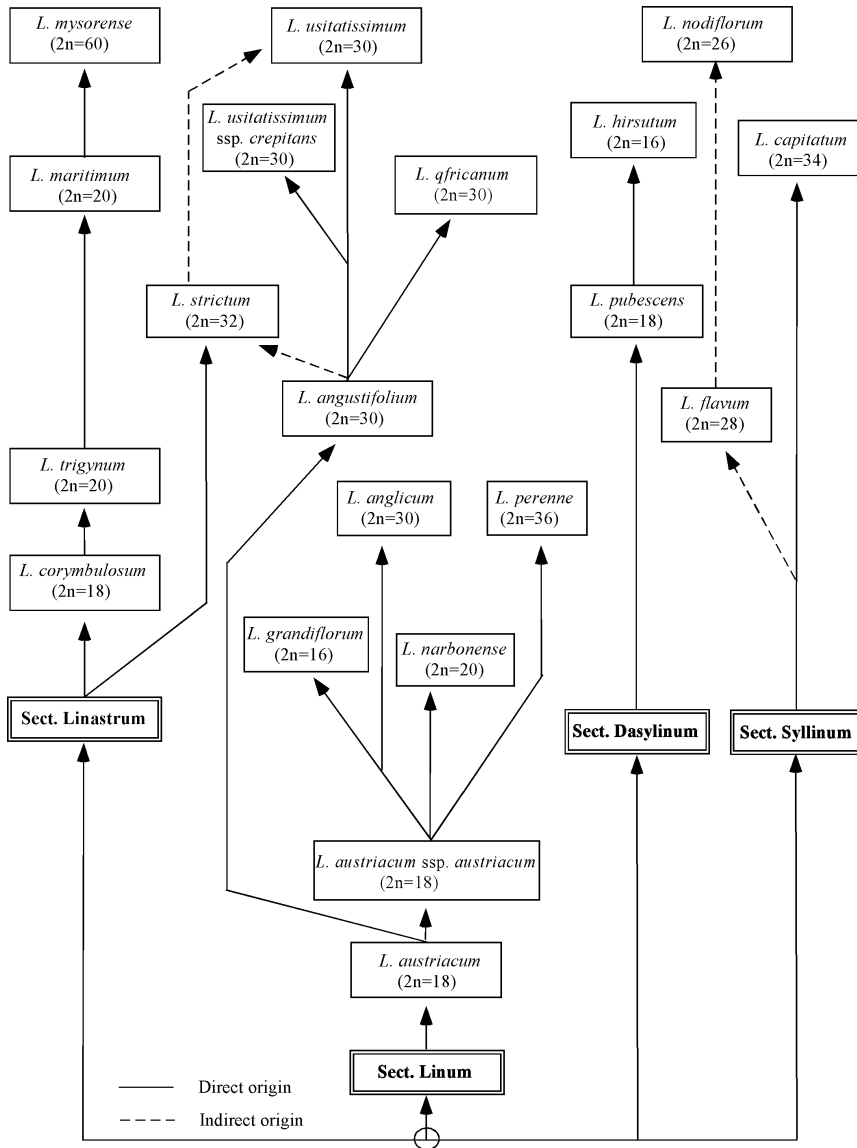 L. mysorense
(2n=60)
L. usitatissimum
(2n=30)
L. nodiflorum
(2n=26)
L. usitatissimum
ssp. crepitans
(2n=30)
L. hirsutum
(2n=16)
L. capitatum
(2n=34)
L. maritimum
(2n=20)
L. qfricanum
(2n=30)
L. strictum
(2n=32)
L. pubescens
(2n=18)
L. angustifolium
(2n=30)
L. flavum
(2n=28)
L. trigynum
(2n=20)
L. anglicum
(2n=30)
L. perenne
(2n=36)
L. corymbulosum
(2n=18)
L. grandiflorum
(2n=16)
L. narbonense
(2n=20)
Sect. Linastrum
Sect. Dasylinum
Sect. Syllinum
L. austriacum ssp. austriacum
(2n=18)
L. austriacum
(2n=18)
Sect. Linum
Direct origin
Indirect origin